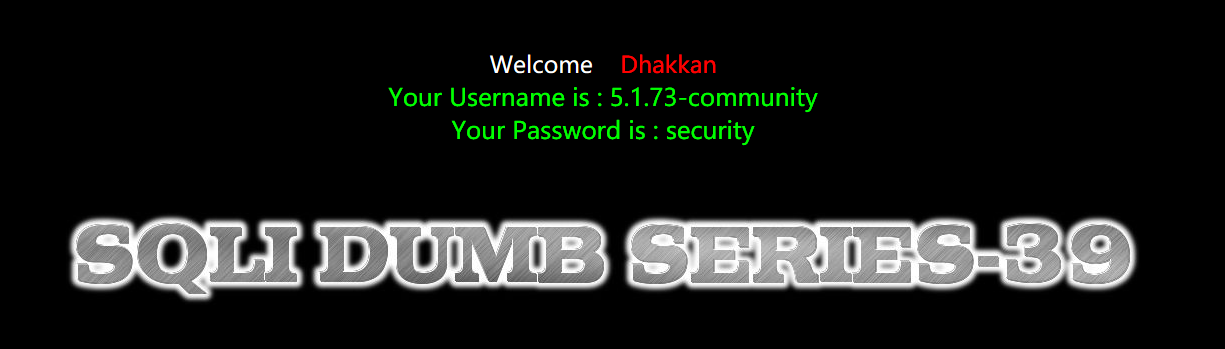 Welcome Dhakkan
Your Username is : 5.1.73-community
Your Password is : security
SQLI DUMB SERIES-39